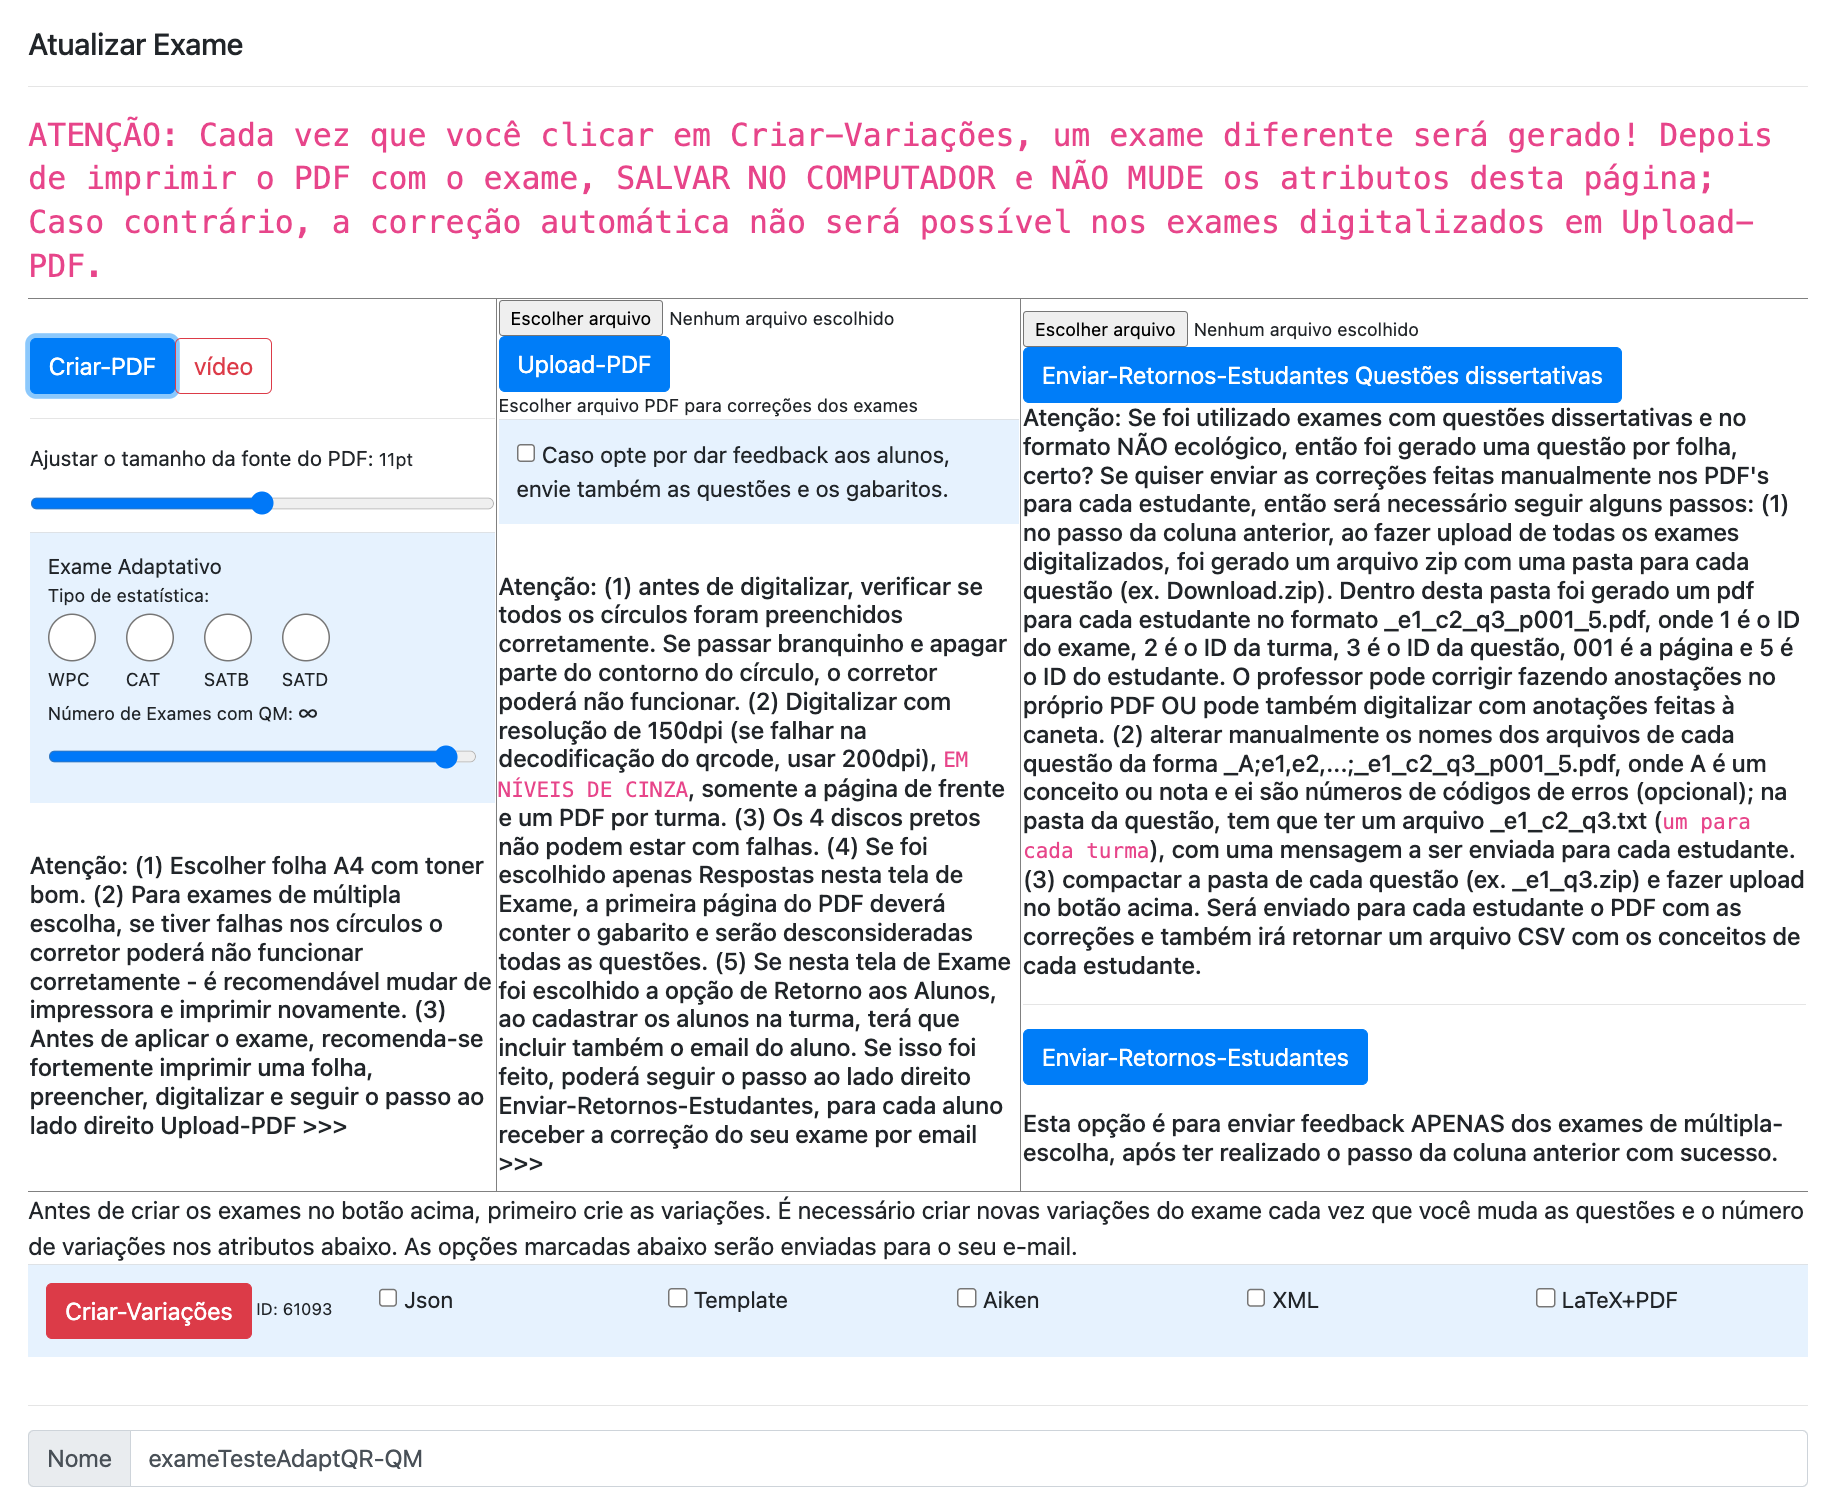 Atualizar Exame
ATENÇÃO: Cada vez que você clicar em Criar-Variações, um exame diferente será gerado! Depois
de imprimir o PDF com o exame, SALVAR NO COMPUTADOR e NÃO MUDE os atributos desta página;
Caso contrário, a correção automática não será possível nos exames digitalizados em Upload-
PDF.
Criar-PDF vídeo
Ajustar o tamanho da fonte do PDF: 11pt
Exame Adaptativo
Tipo de estatística:
WPC CAT SATB SATD
Número de Exames com QM: ∞
Atenção: (1) Escolher folha A4 com toner
bom. (2) Para exames de múltipla
escolha, se tiver falhas nos círculos o
corretor poderá não funcionar
corretamente - é recomendável mudar de
impressora e imprimir novamente. (3)
Antes de aplicar o exame, recomenda-se
fortemente imprimir uma folha,
preencher, digitalizar e seguir o passo ao
lado direito Upload-PDF >>>
Escolher arquivo Nenhum arquivo escolhido
Upload-PDF
Escolher arquivo PDF para correções dos exames
Caso opte por dar feedback aos alunos,
envie também as questões e os gabaritos.
Atenção: (1) antes de digitalizar, verificar se
todos os círculos foram preenchidos
corretamente. Se passar branquinho e apagar
parte do contorno do círculo, o corretor
poderá não funcionar. (2) Digitalizar com
resolução de 150dpi (se falhar na
decodificação do qrcode, usar 200dpi), EM
NÍVEIS DE CINZA, somente a página de frente
e um PDF por turma. (3) Os 4 discos pretos
não podem estar com falhas. (4) Se foi
escolhido apenas Respostas nesta tela de
Exame, a primeira página do PDF deverá
conter o gabarito e serão desconsideradas
todas as questões. (5) Se nesta tela de Exame
foi escolhido a opção de Retorno aos Alunos,
ao cadastrar os alunos na turma, terá que
incluir também o email do aluno. Se isso foi
feito, poderá seguir o passo ao lado direito
Enviar-Retornos-Estudantes, para cada aluno
receber a correção do seu exame por email
>>>
Escolher arquivo Nenhum arquivo escolhido
Enviar-Retornos-Estudantes Questões dissertativas
Atenção: Se foi utilizado exames com questões dissertativas e no
formato NÃO ecológico, então foi gerado uma questão por folha,
certo? Se quiser enviar as correções feitas manualmente nos PDF's
para cada estudante, então será necessário seguir alguns passos: (1)
no passo da coluna anterior, ao fazer upload de todas os exames
digitalizados, foi gerado um arquivo zip com uma pasta para cada
questão (ex. Download.zip). Dentro desta pasta foi gerado um pdf
para cada estudante no formato _e1_c2_q3_p001_5.pdf, onde 1 é o ID
do exame, 2 é o ID da turma, 3 é o ID da questão, 001 é a página e 5 é
o ID do estudante. O professor pode corrigir fazendo anostações no
próprio PDF OU pode também digitalizar com anotações feitas à
caneta. (2) alterar manualmente os nomes dos arquivos de cada
questão da forma _A;e1,e2,...;_e1_c2_q3_p001_5.pdf, onde A é um
conceito ou nota e ei são números de códigos de erros (opcional); na
pasta da questão, tem que ter um arquivo _e1_c2_q3.txt (um para
cada turma), com uma mensagem a ser enviada para cada estudante.
(3) compactar a pasta de cada questão (ex. _e1_q3.zip) e fazer upload
no botão acima. Será enviado para cada estudante o PDF com as
correções e também irá retornar um arquivo CSV com os conceitos de
cada estudante.
Enviar-Retornos-Estudantes
Esta opção é para enviar feedback APENAS dos exames de múltipla-
escolha, após ter realizado o passo da coluna anterior com sucesso.
Antes de criar os exames no botão acima, primeiro crie as variações. É necessário criar novas variações do exame cada vez que você muda as questões e o número
de variações nos atributos abaixo. As opções marcadas abaixo serão enviadas para o seu e-mail.
Criar-Variações ID: 61093 Json Template Aiken XML LaTeX+PDF
Nome exameTesteAdaptQR-QM